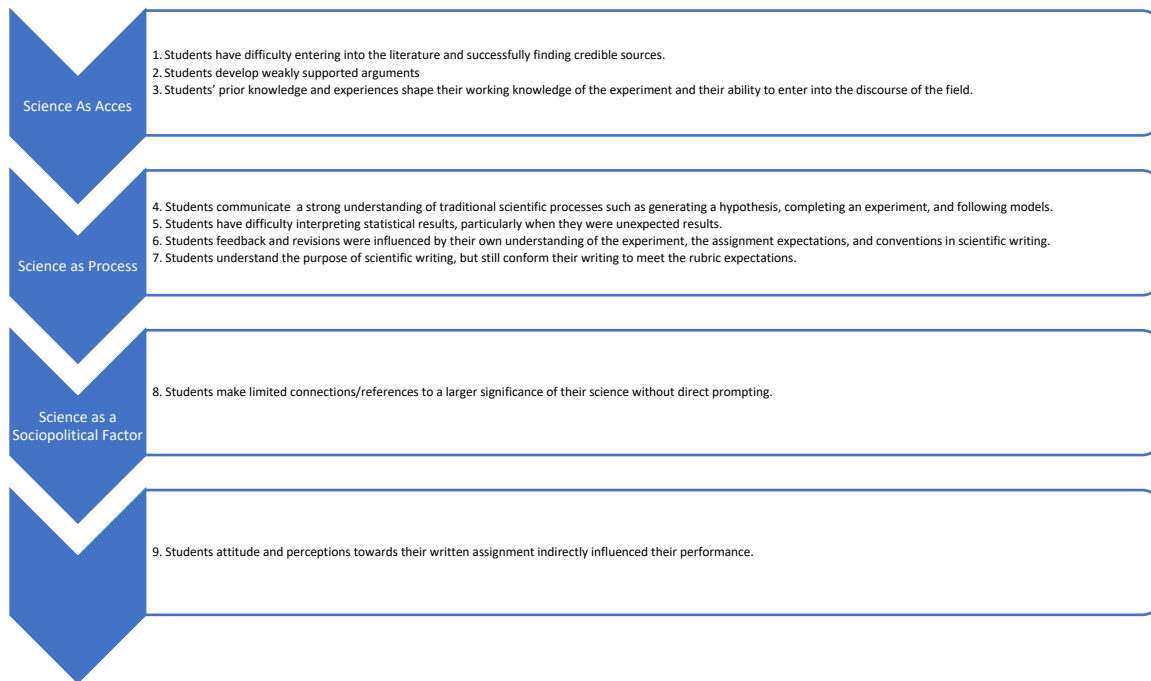 Science As Acces
1. Students have difficulty entering into the literature and successfully finding credible sources.
2. Students develop weakly supported arguments
3. Students’ prior knowledge and experiences shape their working knowledge of the experiment and their ability to enter into the discourse of the field.
Science as Process
4. Students communicate  a strong understanding of traditional scientific processes such as generating a hypothesis, completing an experiment, and following models.
5. Students have difficulty interpreting statistical results, particularly when they were unexpected results.
6. Students feedback and revisions were influenced by their own understanding of the experiment, the assignment expectations, and conventions in scientific writing.
7. Students understand the purpose of scientific writing, but still conform their writing to meet the rubric expectations.
Science as a
Sociopolitical Factor
8. Students make limited connections/references to a larger significance of their science without direct prompting.
9. Students attitude and perceptions towards their written assignment indirectly influenced their performance.